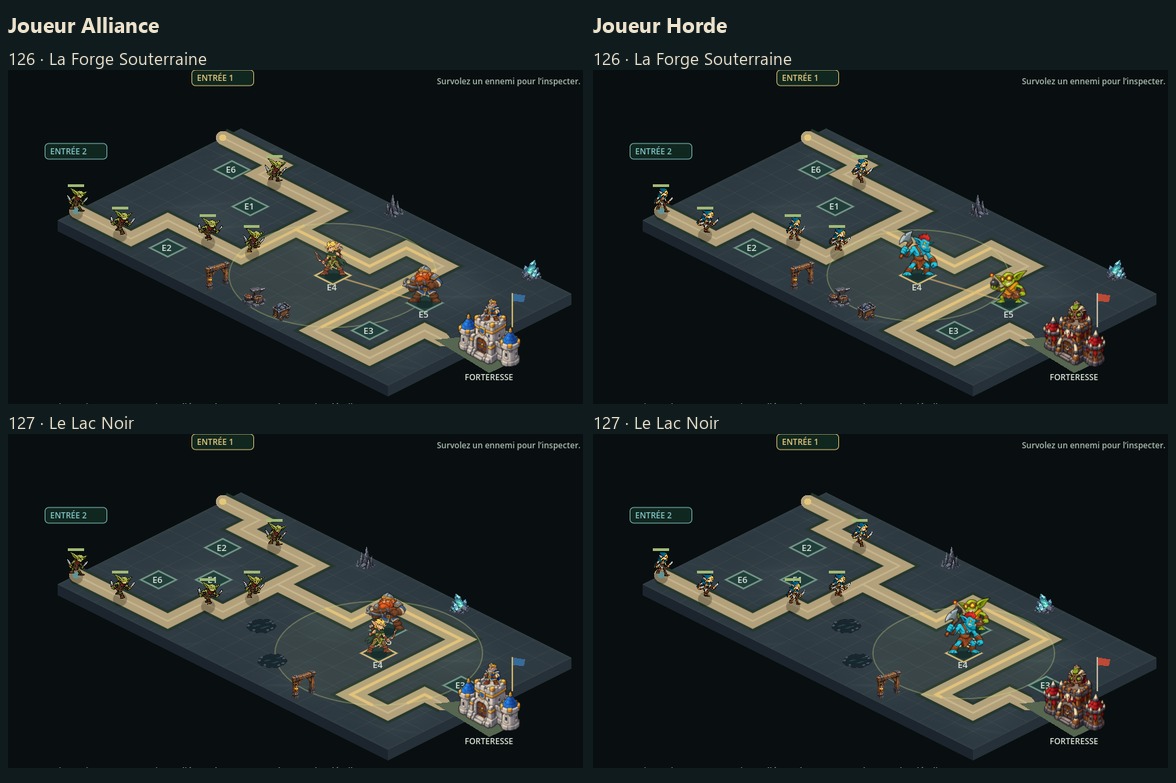 Joueur Alliance
Joueur Horde
126 · La Forge Souterraine
126 · La Forge Souterraine
ENTRÉE 1
Survolez un ennemi pour l'inspecter.
ENTRÉE 2
E6
E1
E2
E4
E5
E3
FORTERESSE
ENTRÉE 1
Survolez un ennemi pour l'inspecter.
ENTRÉE 2
E6
E1
E2
E4
E5
E3
FORTERESSE
127 · Le Lac Noir
127 · Le Lac Noir
ENTRÉE 1
Survolez un ennemi pour l'inspecter.
ENTRÉE 2
E2
E6
E4
E3
FORTERESSE
ENTRÉE 1
Survolez un ennemi pour l'inspecter.
ENTRÉE 2
E2
E6
E4
E3
FORTERESSE